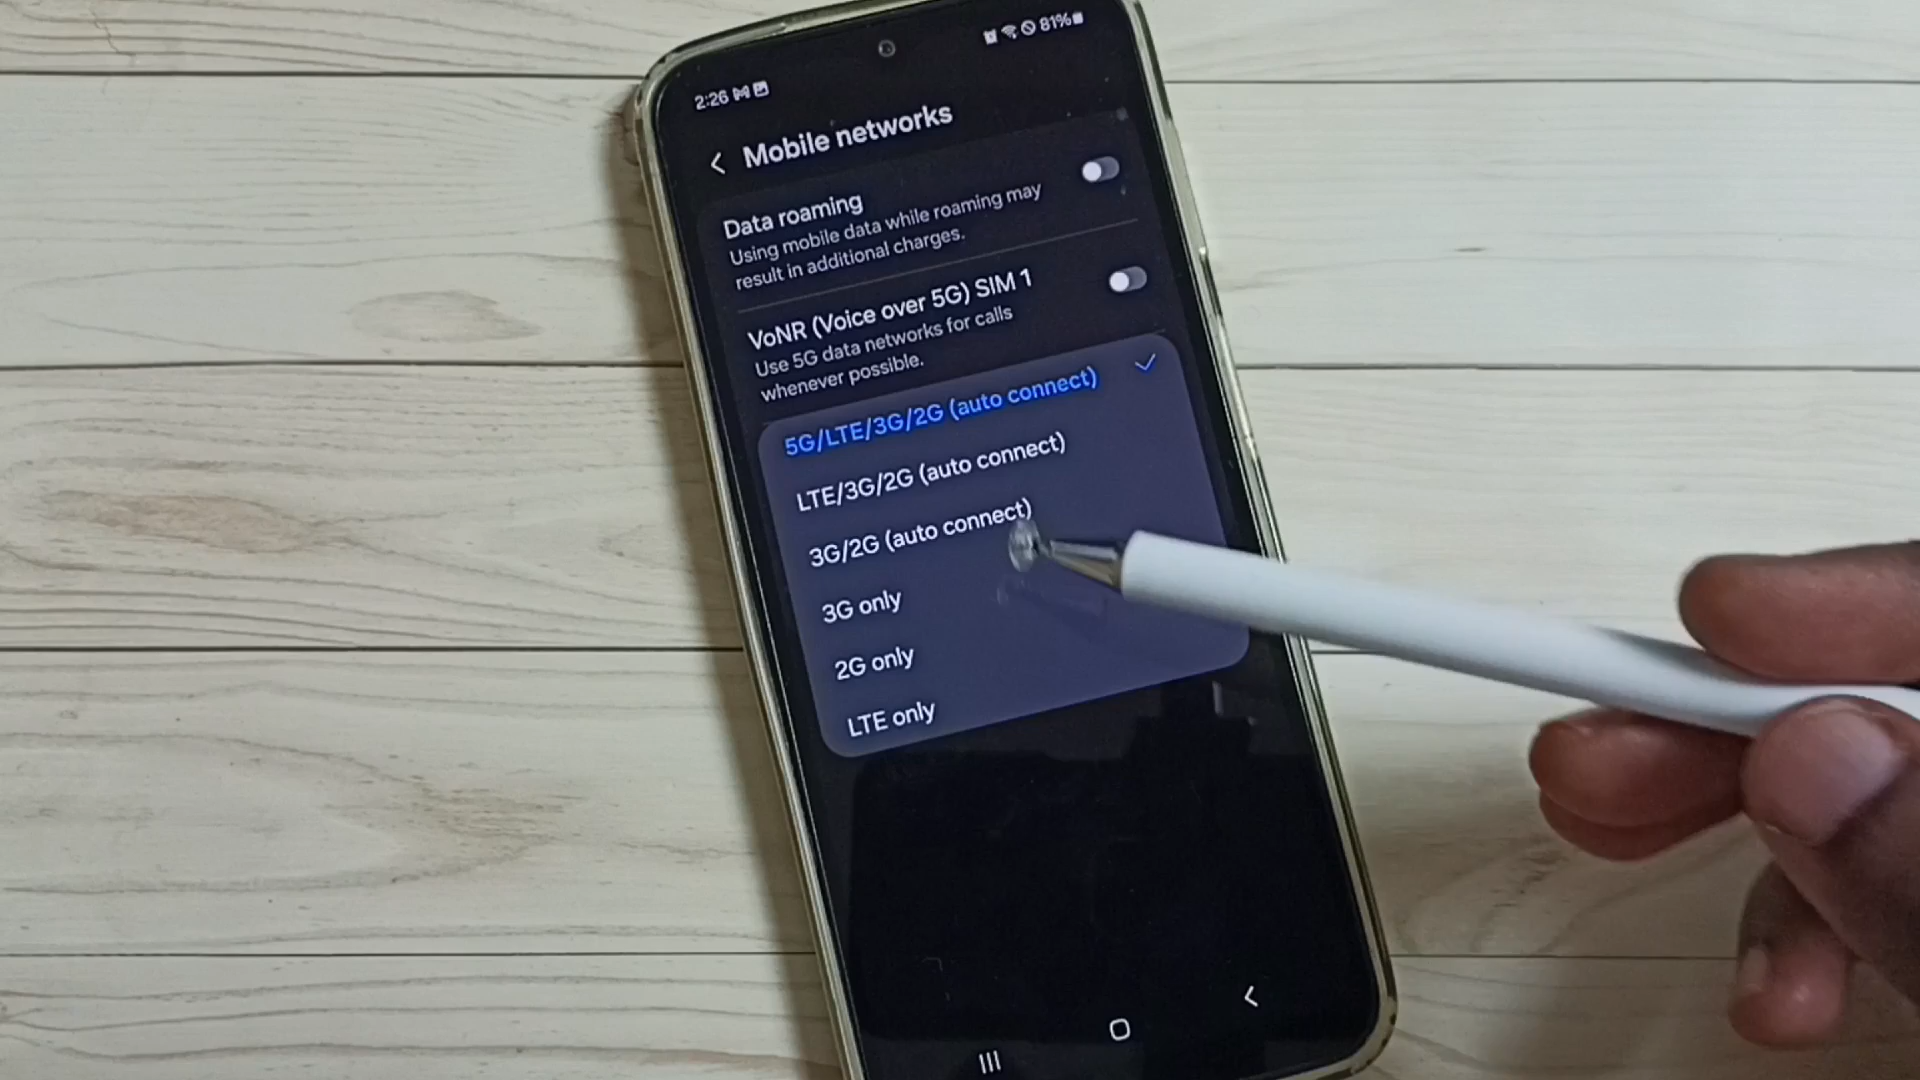 2:26
81%
Mobile networks
Data roaming
Using mobile data while roaming may
result in additional charges.
VoNR (Voice over 5G) SIM 1
Use 5G data networks for calls
whenever possible.
5G/LTE/3G/2G (auto connect)
LTE/3G/2G (auto connect)
3G/2G (auto connect)
3G only
2G only
LTE only